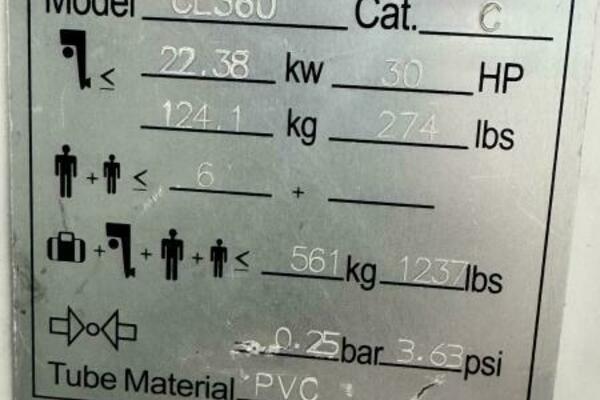 Model CL360 Cat. C
≤ 22.38 kw 30 HP
124.1 kg 274 lbs
+ ≤ 6 +
+ + + ≤ 561 kg 1237 lbs
0.25 bar 3.63 psi
Tube Material PVC